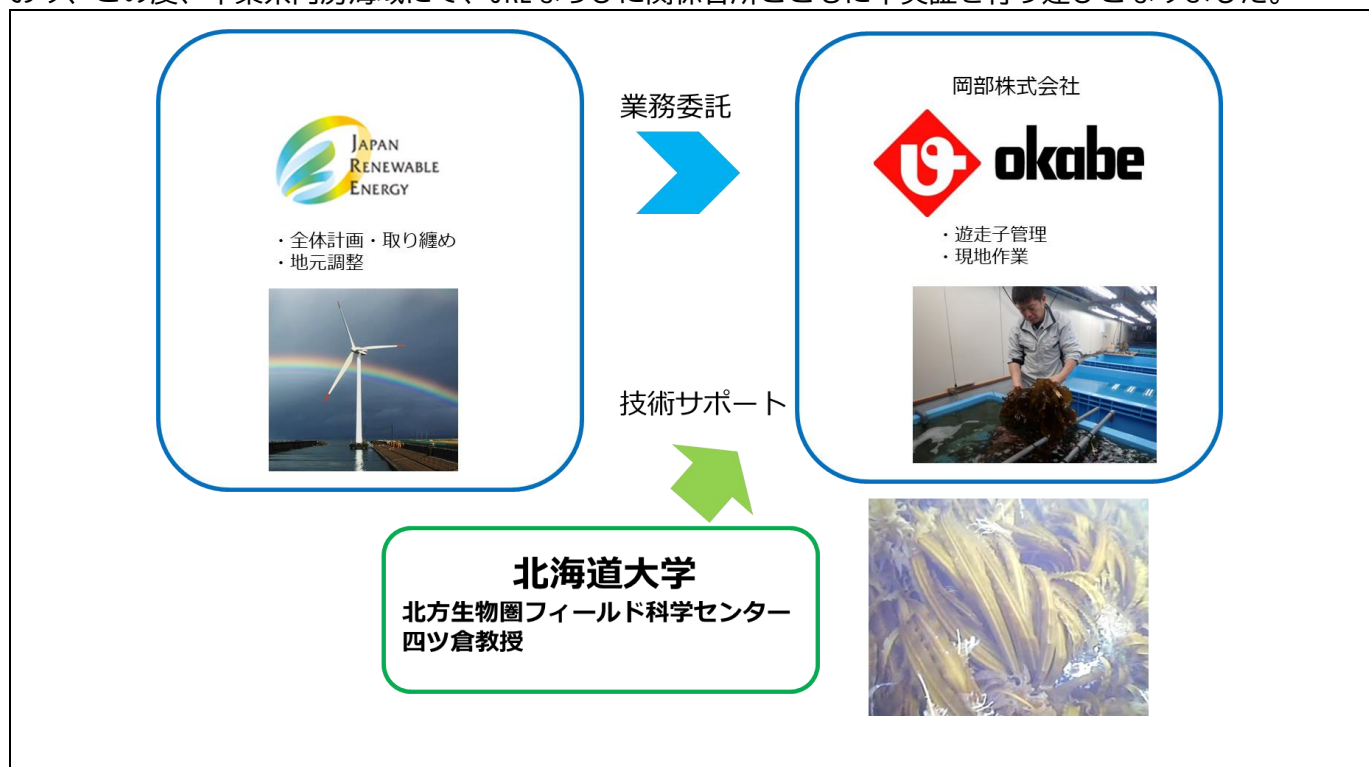 JAPAN
RENEWABLE
ENERGY
・全体計画・取り纏め
・地元調整
業務委託
岡部株式会社
okabe
・遊走子管理
・現地作業
技術サポート
北海道大学
北方生物圏フィールド科学センター
四ツ倉教授